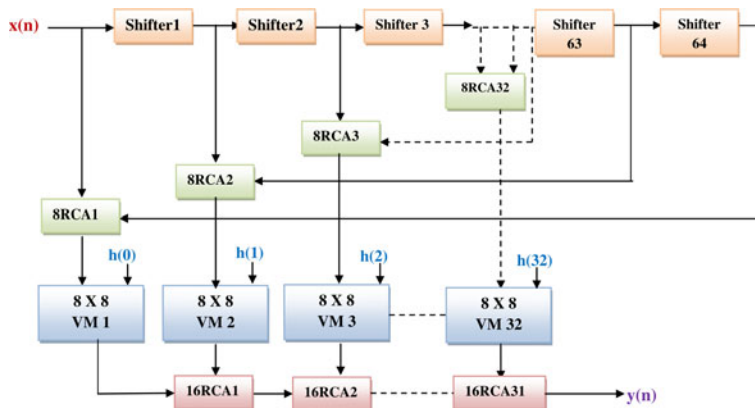 x(n)
Shifter1
Shifter2
Shifter 3
Shifter
63
Shifter
64
8RCA32
8RCA3
8RCA2
8RCA1
h(0)
h(1)
h(2)
h(32)
8 X 8
VM 1
8 X 8
VM 2
8 X 8
VM 3
8 X 8
VM 32
16RCA1
16RCA2
16RCA31
y(n)